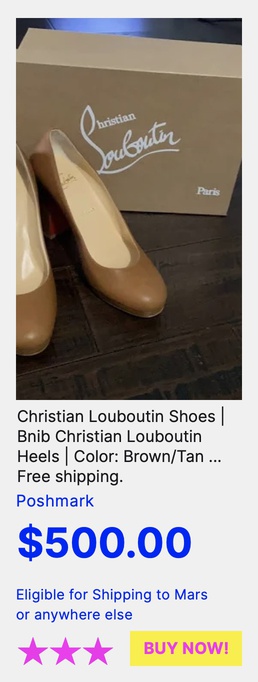 Christian
Louboutin
Paris
Christian Louboutin Shoes |
Bnib Christian Louboutin
Heels | Color: Brown/Tan ...
Free shipping.
Poshmark
$500.00
Eligible for Shipping to Mars
or anywhere else
BUY NOW!